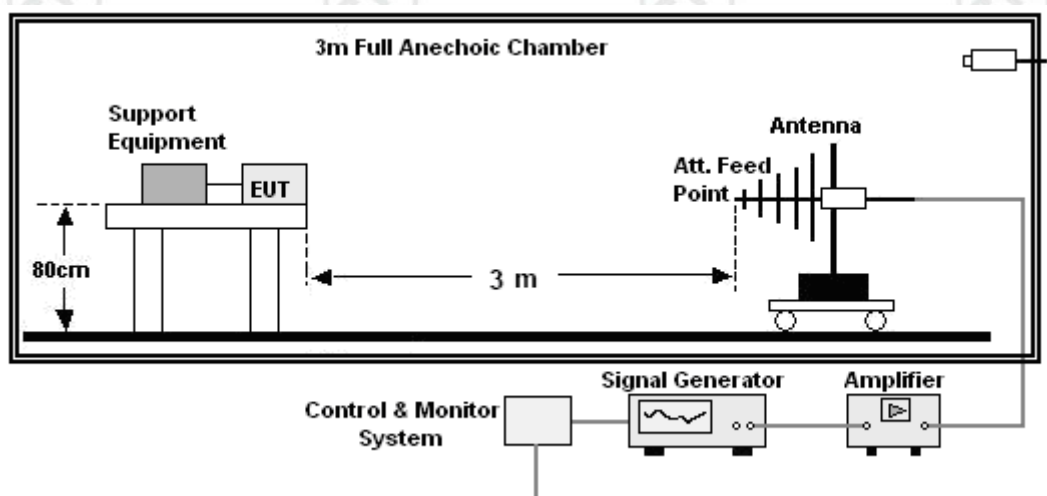 3m Full Anechoic Chamber
Support
Equipment
EUT
80cm
3 m
Antenna
Att. Feed
Point
Signal Generator
Amplifier
Control & Monitor
System